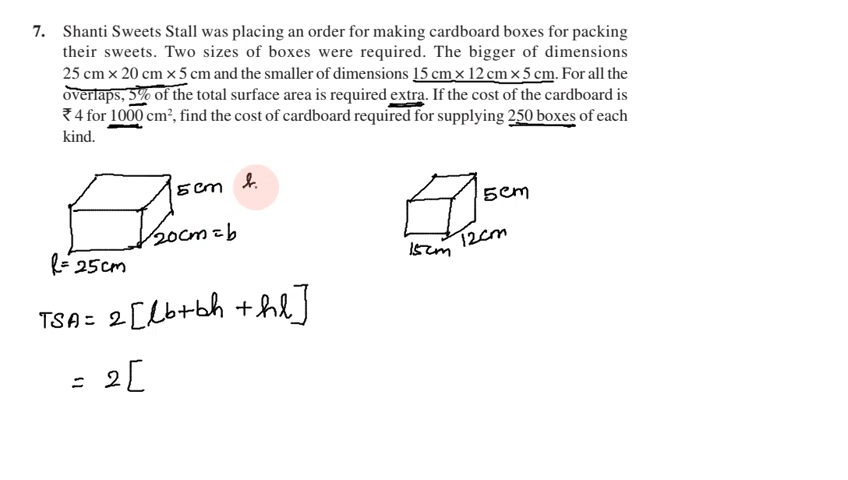 7. Shanti Sweets Stall was placing an order for making cardboard boxes for packing
their sweets. Two sizes of boxes were required. The bigger of dimensions
25 cm × 20 cm × 5 cm and the smaller of dimensions 15 cm × 12 cm × 5 cm. For all the
overlaps, 5% of the total surface area is required extra. If the cost of the cardboard is
₹ 4 for 1000 cm², find the cost of cardboard required for supplying 250 boxes of each
kind.
5cm h.
20cm = b
l = 25cm
5cm
12cm
15cm
TSA = 2[lb+bh+hl]
= 2[